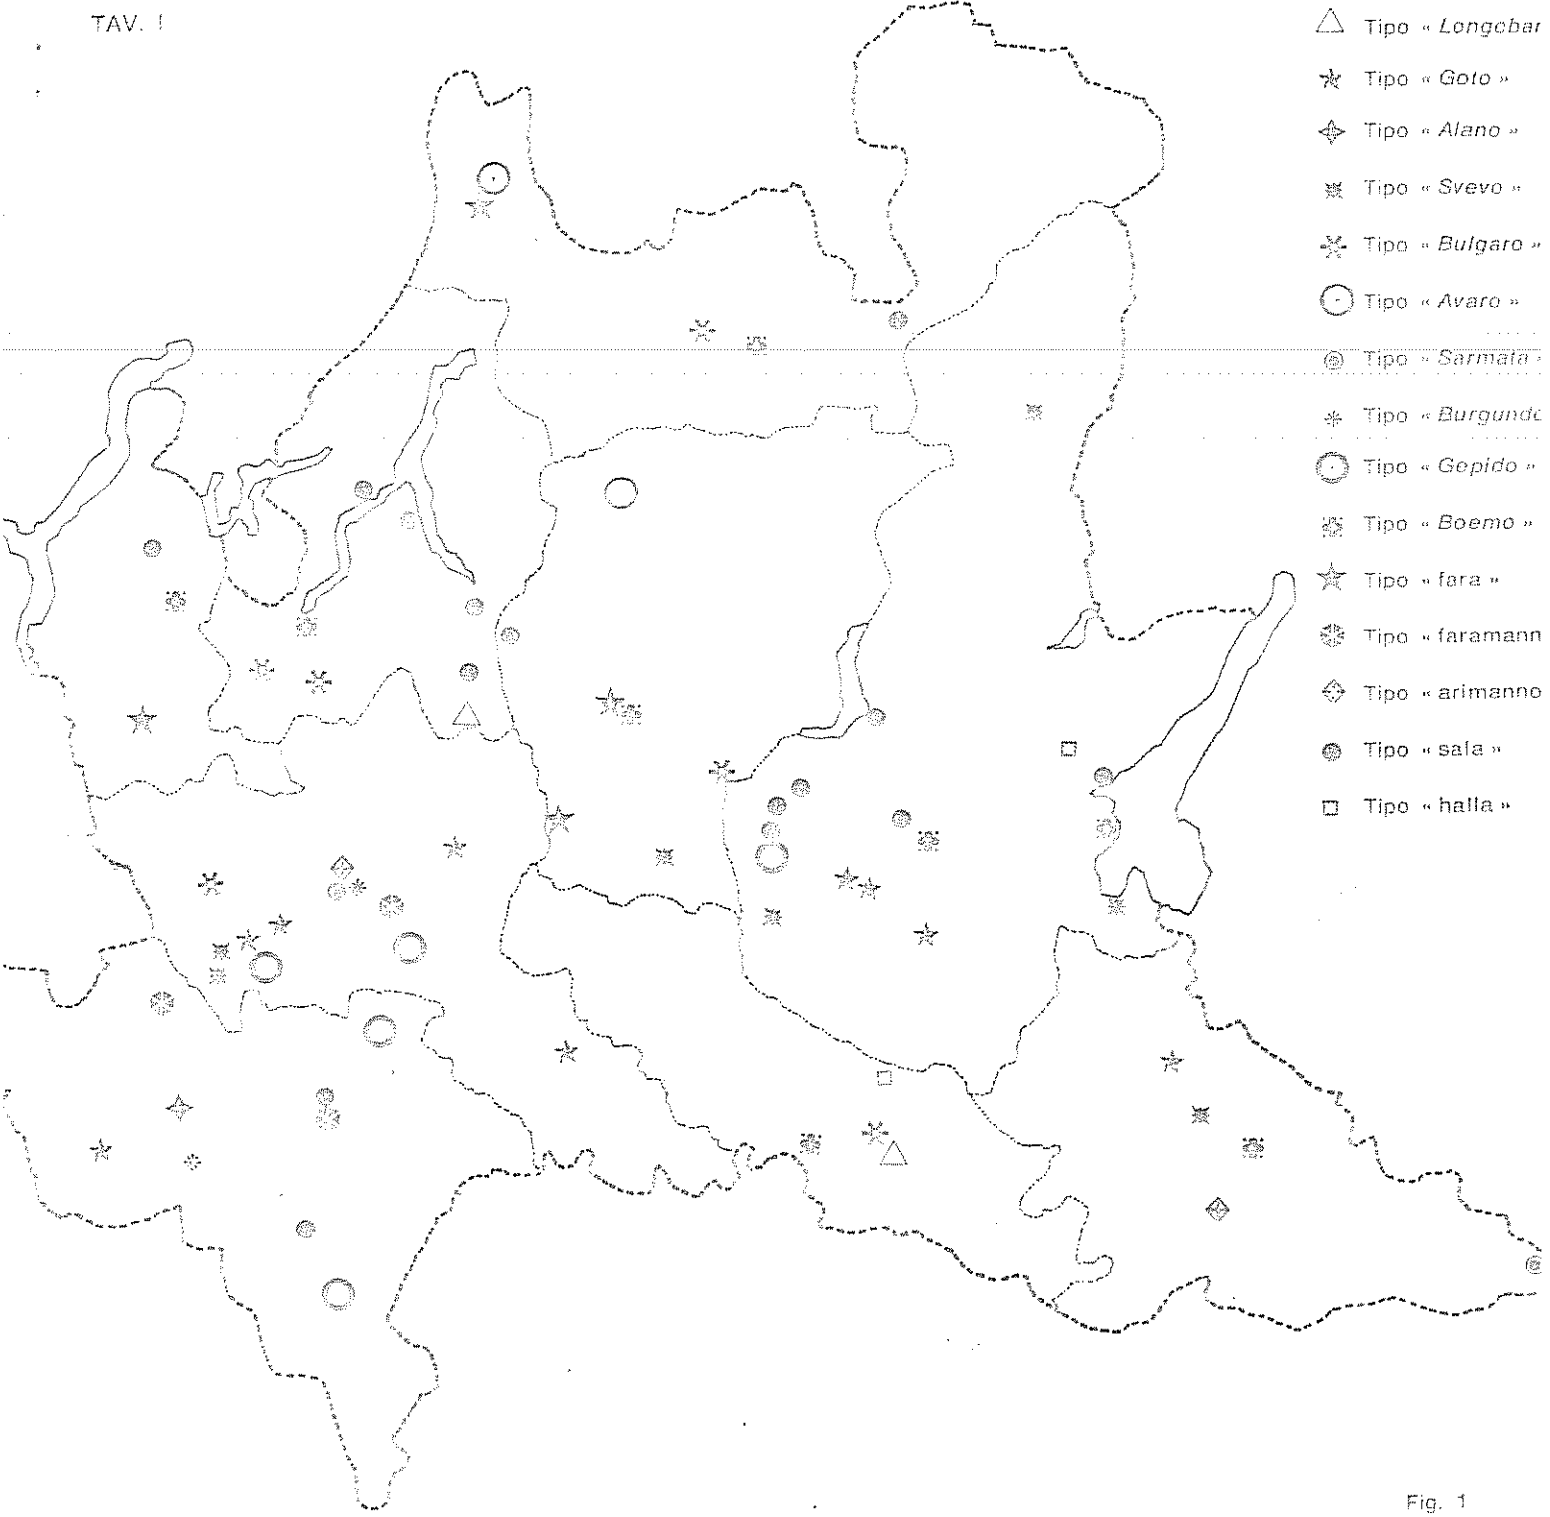 TAV. I
Tipo « Longobar
Tipo « Goto »
Tipo « Alano »
Tipo « Svevo »
Tipo « Bulgaro »
Tipo « Avaro »
Tipo « Sarmata »
Tipo « Burgundo
Tipo « Gepido »
Tipo « Boemo »
Tipo « fara »
Tipo « faramann
Tipo « arimanno
Tipo « sala »
Tipo « halla »
Fig. 1